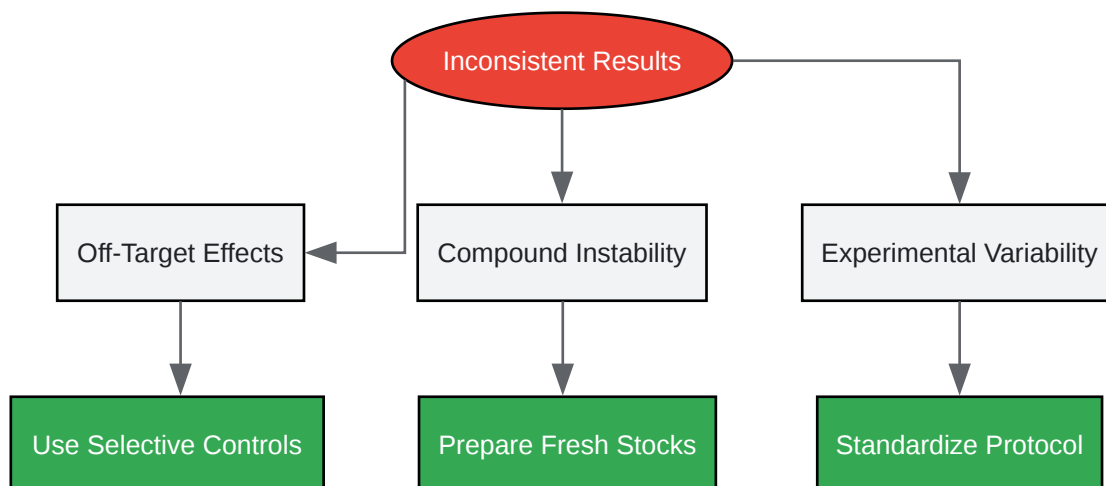 Inconsistent Results
Off-Target Effects
Compound Instability
Experimental Variability
Use Selective Controls
Prepare Fresh Stocks
Standardize Protocol